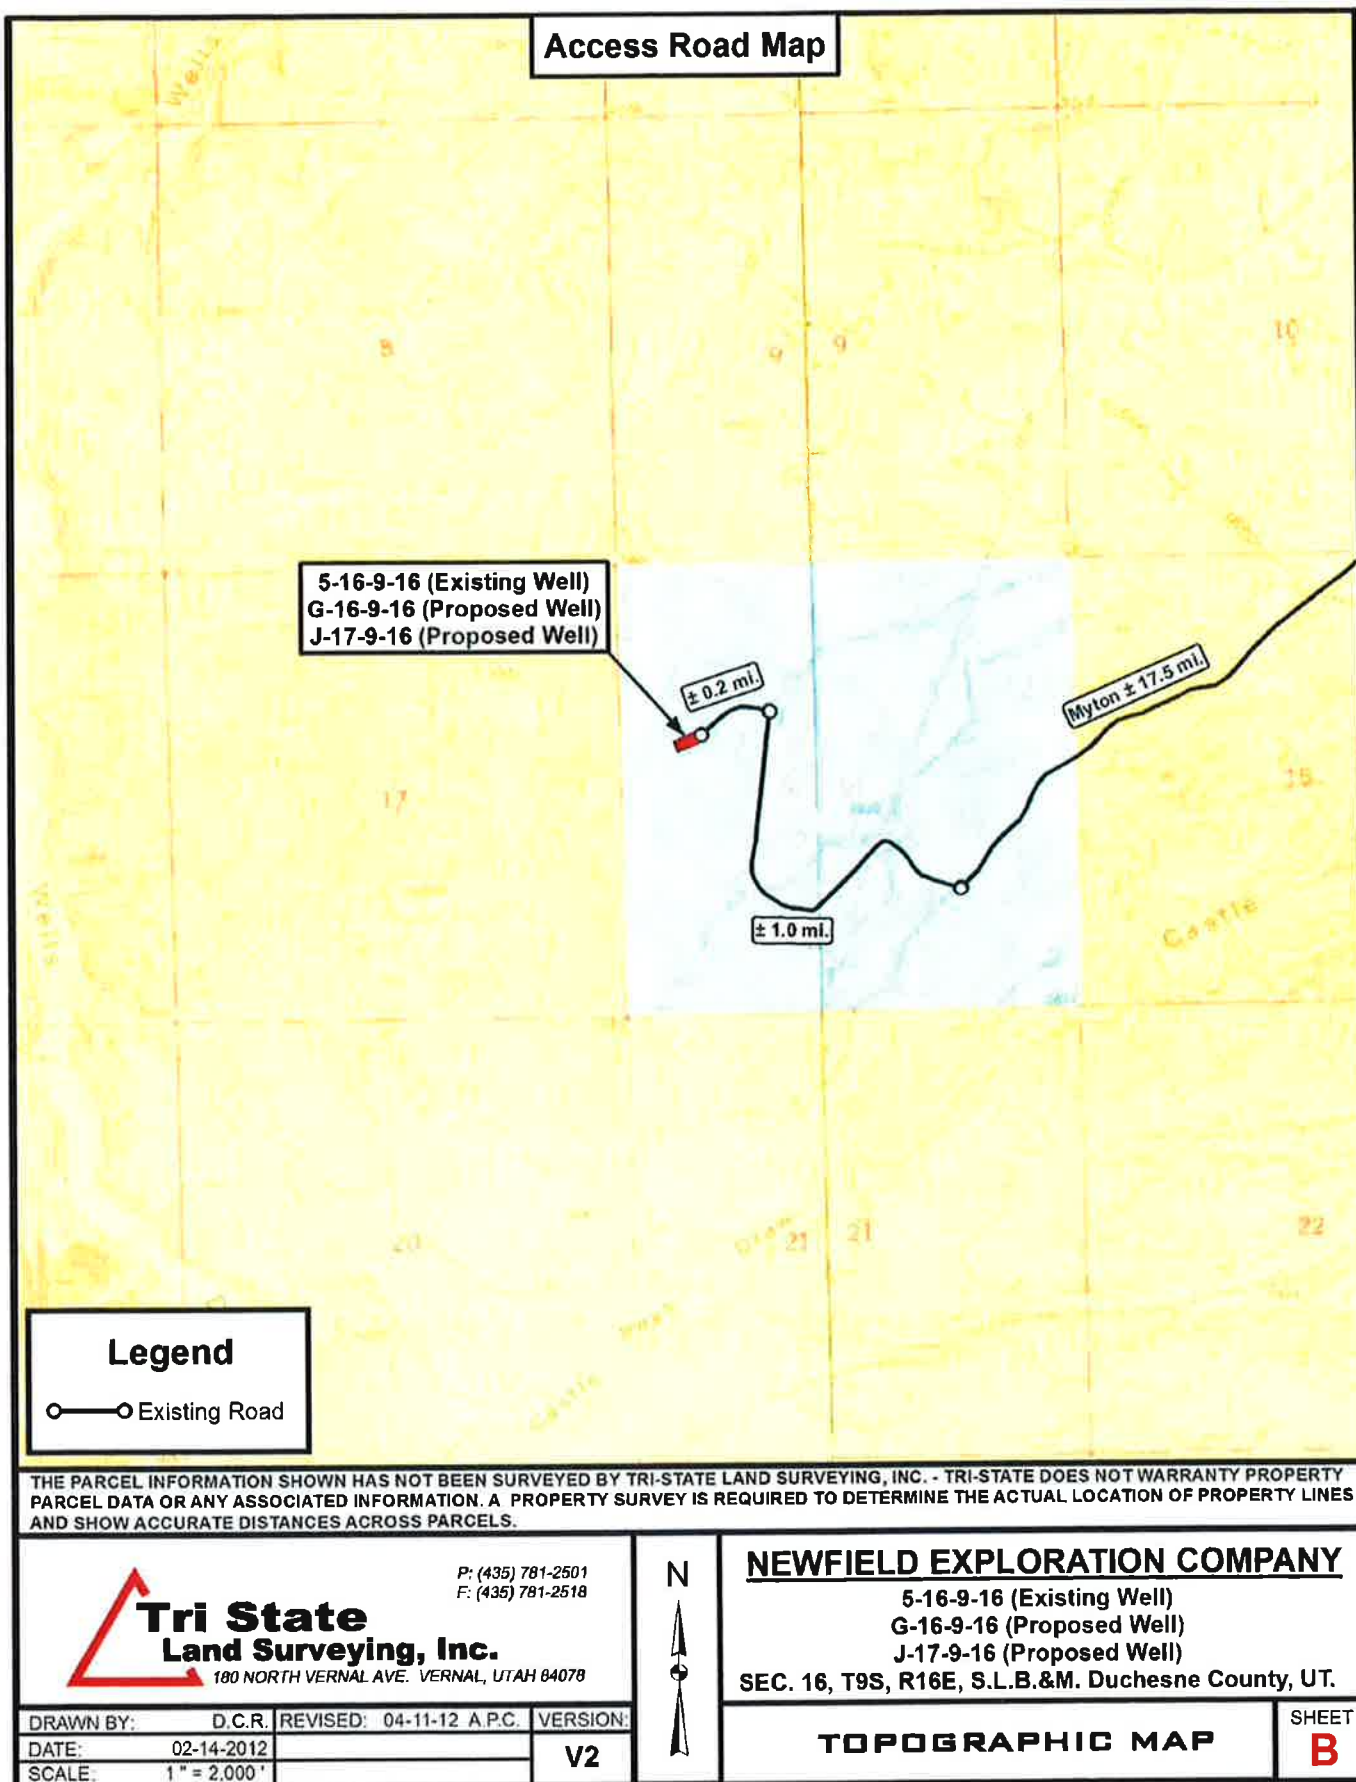 Access Road Map
Wells
8
9
9
10
5-16-9-16 (Existing Well)
G-16-9-16 (Proposed Well)
J-17-9-16 (Proposed Well)
± 0.2 mi.
Myton ± 17.5 mi.
17
15
Wells
Castle
± 1.0 mi.
20
Draw
21
21
22
Wash
Castle
Legend
Existing Road
THE PARCEL INFORMATION SHOWN HAS NOT BEEN SURVEYED BY TRI-STATE LAND SURVEYING, INC. - TRI-STATE DOES NOT WARRANTY PROPERTY
PARCEL DATA OR ANY ASSOCIATED INFORMATION. A PROPERTY SURVEY IS REQUIRED TO DETERMINE THE ACTUAL LOCATION OF PROPERTY LINES
AND SHOW ACCURATE DISTANCES ACROSS PARCELS.
P: (435) 781-2501
F: (435) 781-2518
Tri State
Land Surveying, Inc.
180 NORTH VERNAL AVE. VERNAL, UTAH 84078
N
NEWFIELD EXPLORATION COMPANY
5-16-9-16 (Existing Well)
G-16-9-16 (Proposed Well)
J-17-9-16 (Proposed Well)
SEC. 16, T9S, R16E, S.L.B.&M. Duchesne County, UT.
DRAWN BY: D.C.R. REVISED: 04-11-12 A.P.C. VERSION:
DATE: 02-14-2012
V2
SCALE: 1 " = 2,000 '
TOPOGRAPHIC MAP
SHEET
B